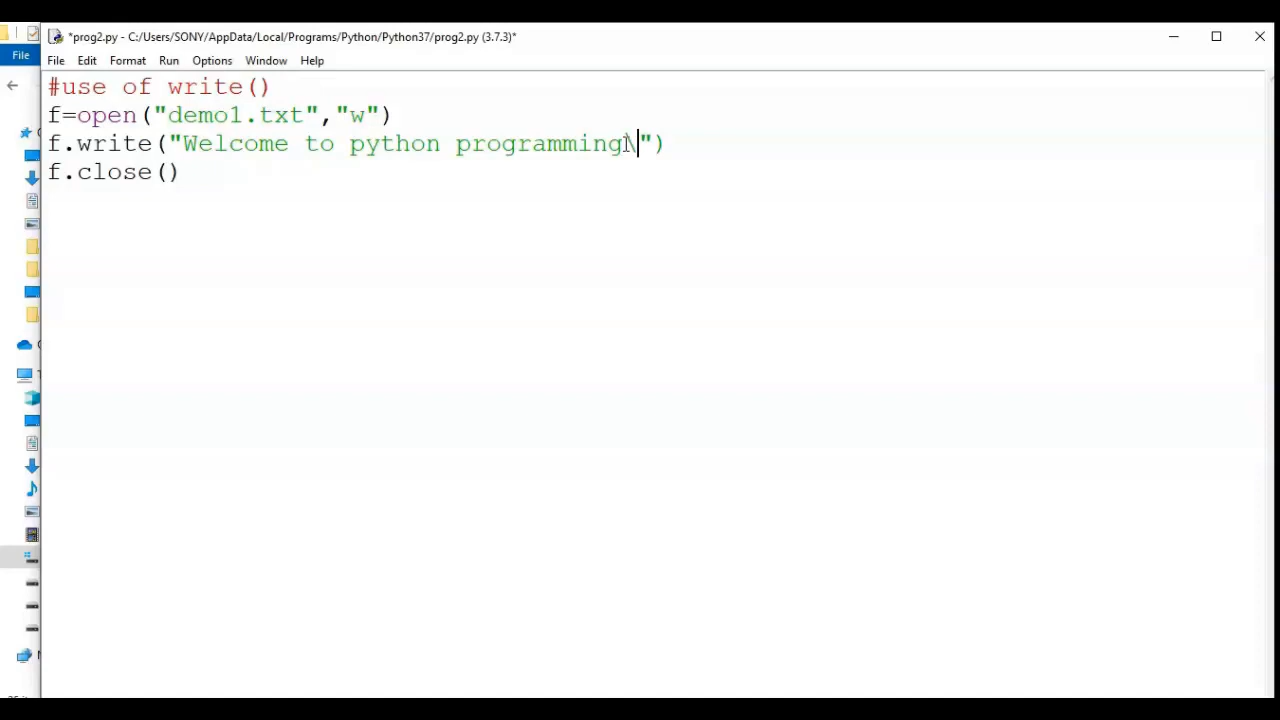 *prog2.py - C:/Users/SONY/AppData/Local/Programs/Python/Python37/prog2.py (3.7.3)*
File
File Edit Format Run Options Window Help
#use of write()
f=open("demo1.txt","w")
f.write("Welcome to python programming\")
f.close()